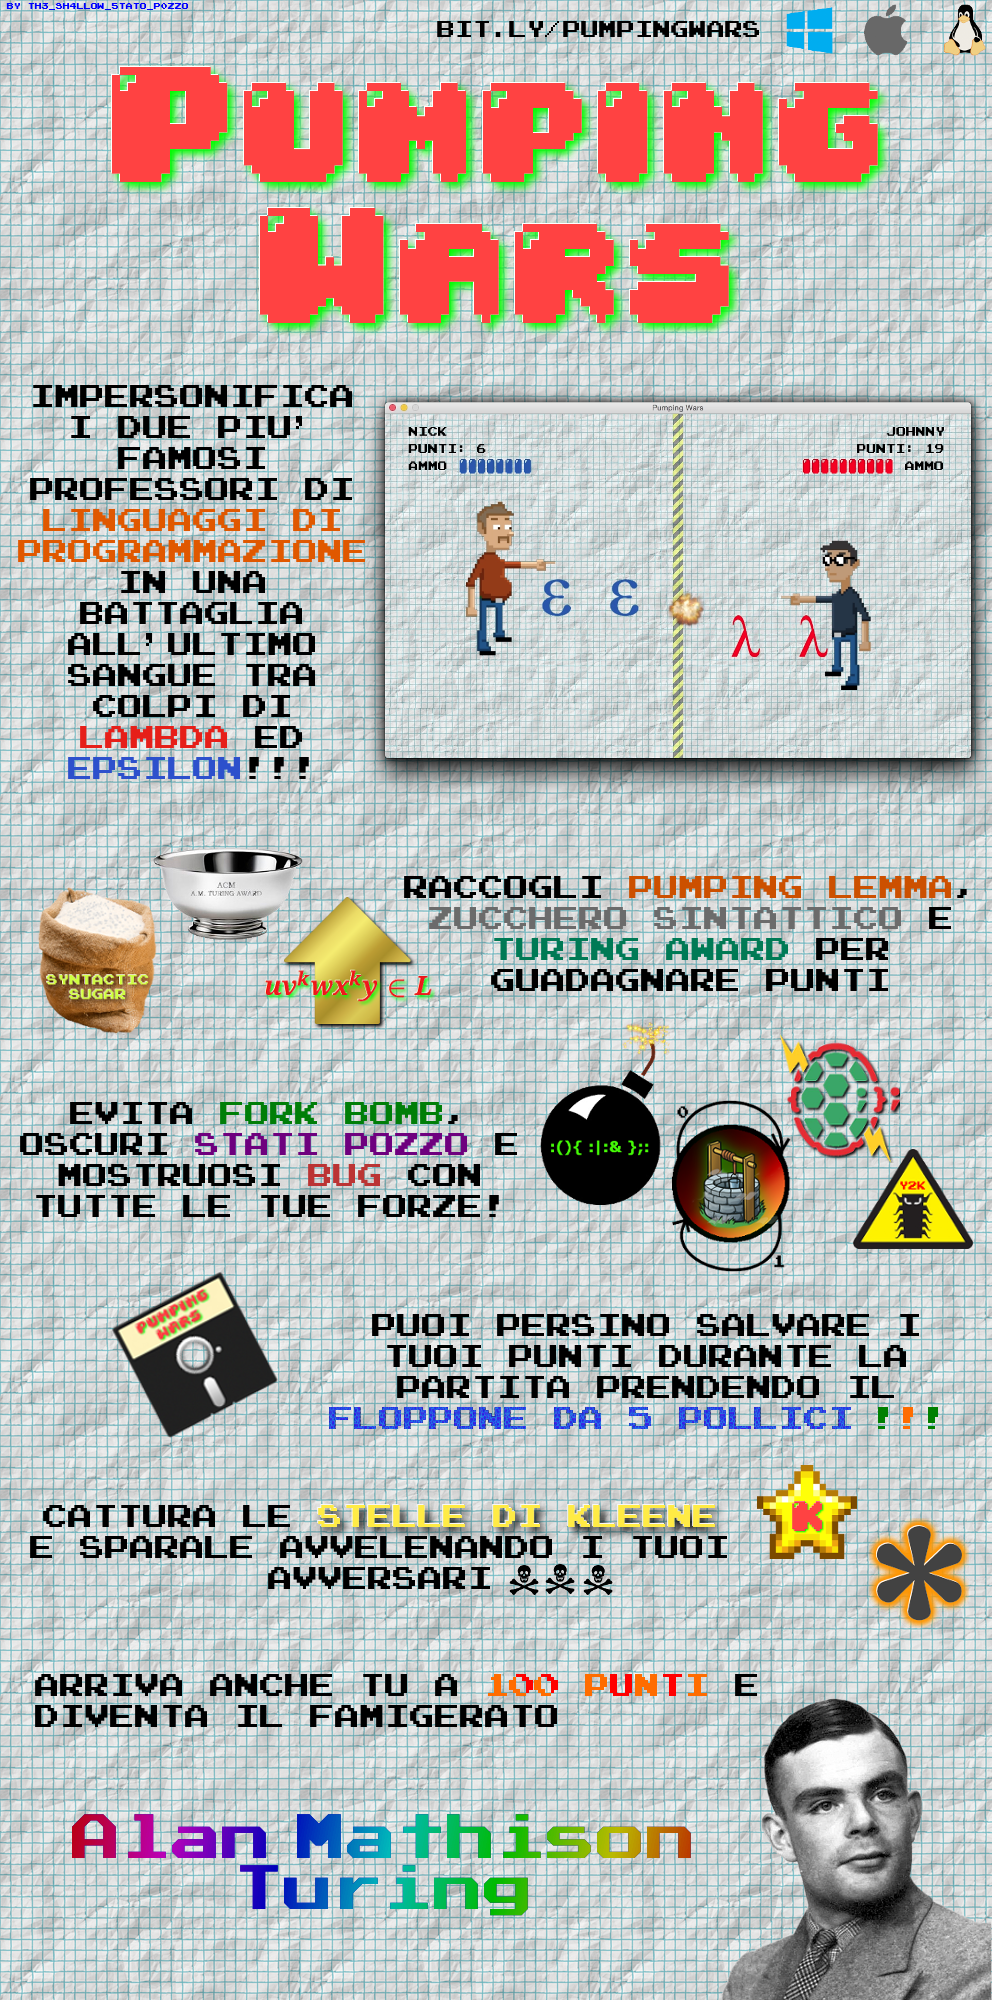 BY TH3_SH4LLOW_5TATO_P0ZZO
BIT.LY/PUMPINGWARS
PUMPING
WARS
IMPERSONIFICA
I DUE PIU'
FAMOSI
PROFESSORI DI
LINGUAGGI DI
PROGRAMMAZIONE
IN UNA
BATTAGLIA
ALL'ULTIMO
SANGUE TRA
COLPI DI
LAMBDA ED
EPSILON!!!
Pumping Wars
NICK
PUNTI: 6
AMMO
JOHNNY
PUNTI: 19
AMMO
ε ε
λ λ
ACM
A.M. TURING AWARD
SYNTACTIC
SUGAR
uv^kwx^ky ∈ L
RACCOGLI PUMPING LEMMA,
ZUCCHERO SINTATTICO E
TURING AWARD PER
GUADAGNARE PUNTI
EVITA FORK BOMB,
OSCURI STATI POZZO E
MOSTRUOSI BUG CON
TUTTE LE TUE FORZE!
:(){ :|:& };:
0
1
};
Y2K
PUMPING
WARS
PUOI PERSINO SALVARE I
TUOI PUNTI DURANTE LA
PARTITA PRENDENDO IL
FLOPPONE DA 5 POLLICI !!!
CATTURA LE STELLE DI KLEENE
E SPARALE AVVELENANDO I TUOI
AVVERSARI ☠☠☠
K
*
ARRIVA ANCHE TU A 100 PUNTI E
DIVENTA IL FAMIGERATO
Alan Mathison
Turing